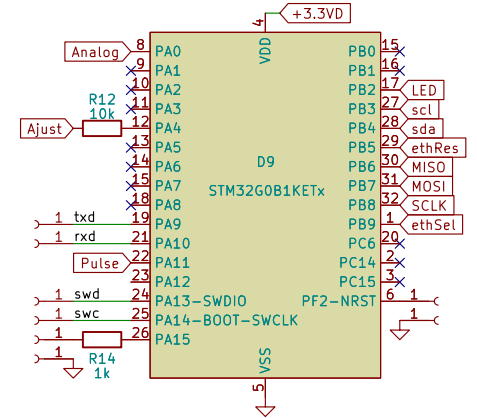 +3.3VD
4
VDD
Analog 8 PA0 PB0 15
9 PA1 PB1 16
10 PA2 PB2 17 LED
11 PA3 PB3 27 scl
R12
10k
Ajust 12 PA4 PB4 28 sda
13 PA5 PB5 29 ethRes
14 PA6 PB6 30 MISO
15 PA7 PB7 31 MOSI
18 PA8 PB8 32 SCLK
D9
STM32G0B1KETx
1 txd 19 PA9 PB9 1 ethSel
1 rxd 21 PA10 PC6 20
Pulse 22 PA11 PC14 2
23 PA12 PC15 3
1 swd 24 PA13-SWDIO PF2-NRST 6 1
1 swc 25 PA14-BOOT-SWCLK 1
1 26 PA15
R14
1k
1
VSS
5